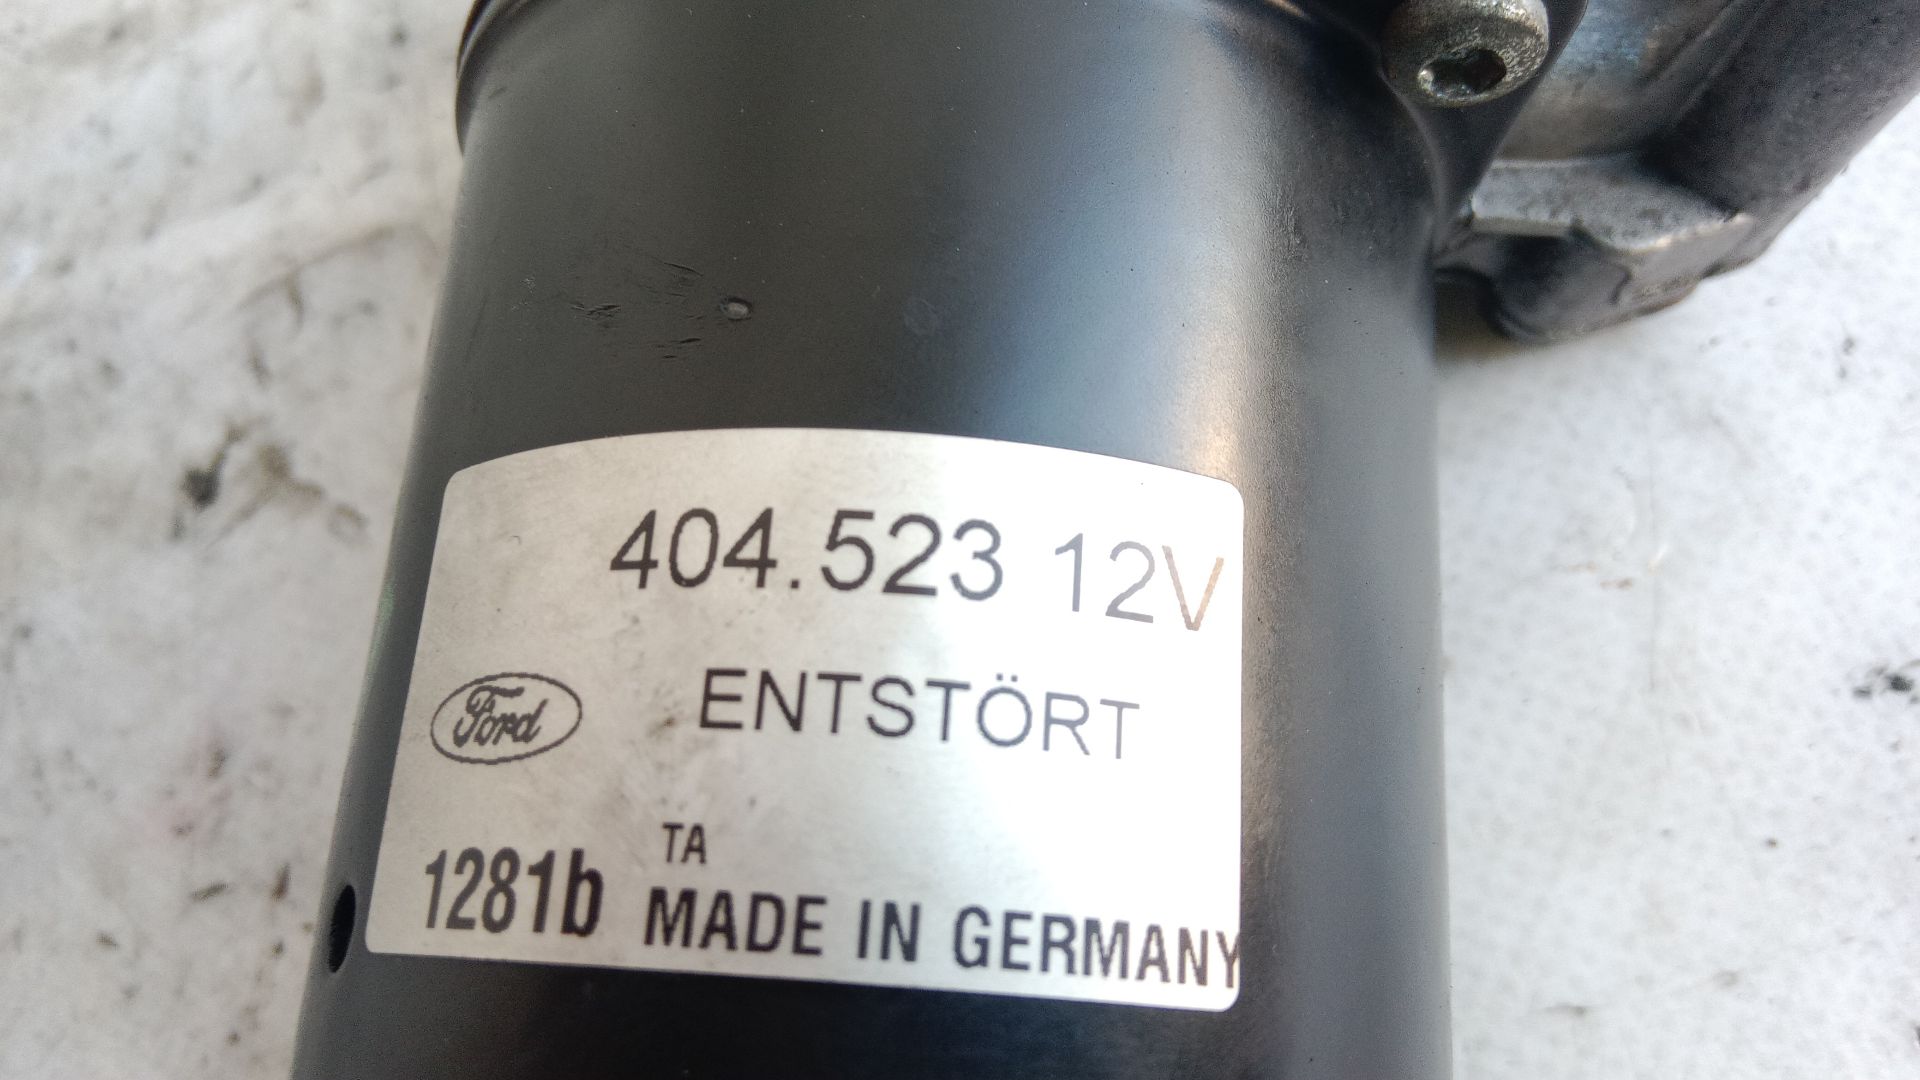 404.523 12V
Ford ENTSTÖRT
TA
1281b MADE IN GERMANY